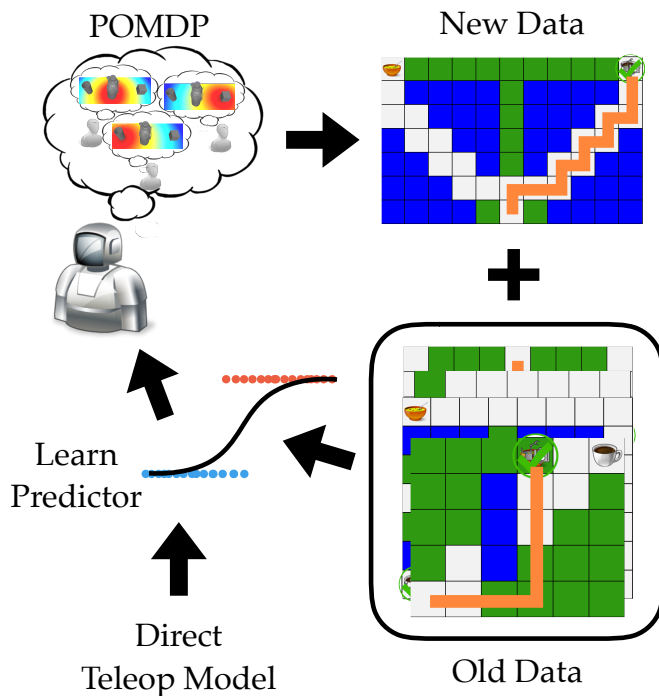 POMDP
New Data
Learn
Predictor
Direct
Teleop Model
Old Data